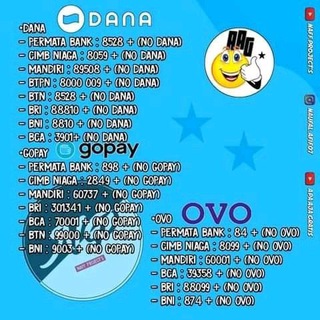 DANA
•DANA
– PERMATA BANK : 8528 + (NO DANA)
– CIMB NIAGA : 8059 + (NO DANA)
– MANDIRI : 89508 + (NO DANA)
– BTPN : 8000 009 + (NO DANA)
– BTN : 8528 + (NO DANA)
– BRI : 88810 + (NO DANA)
– BNI : 8810 + (NO DANA)
– BCA : 3901+ (NO DANA)
•GOPAY
gopay
– PERMATA BANK : 898 + (NO GOPAY)
– CIMB NIAGA : 2849 + (NO GOPAY)
– MANDIRI : 60737 + (NO GOPAY)
– BRI : 301341 + (NO GOPAY)
– BCA : 70001 + (NO GOPAY)
– BTN : 99000 + (NO GOPAY)
– BNI : 9003 + (NO GOPAY)
•OVO
OVO
– PERMATA BANK : 84 + (NO OVO)
– CIMB NIAGA : 8099 + (NO OVO)
– MANDIRI : 60001 + (NO OVO)
– BCA : 39358 + (NO OVO)
– BRI : 88099 + (NO OVO)
– BNI : 874 + (NO OVO)